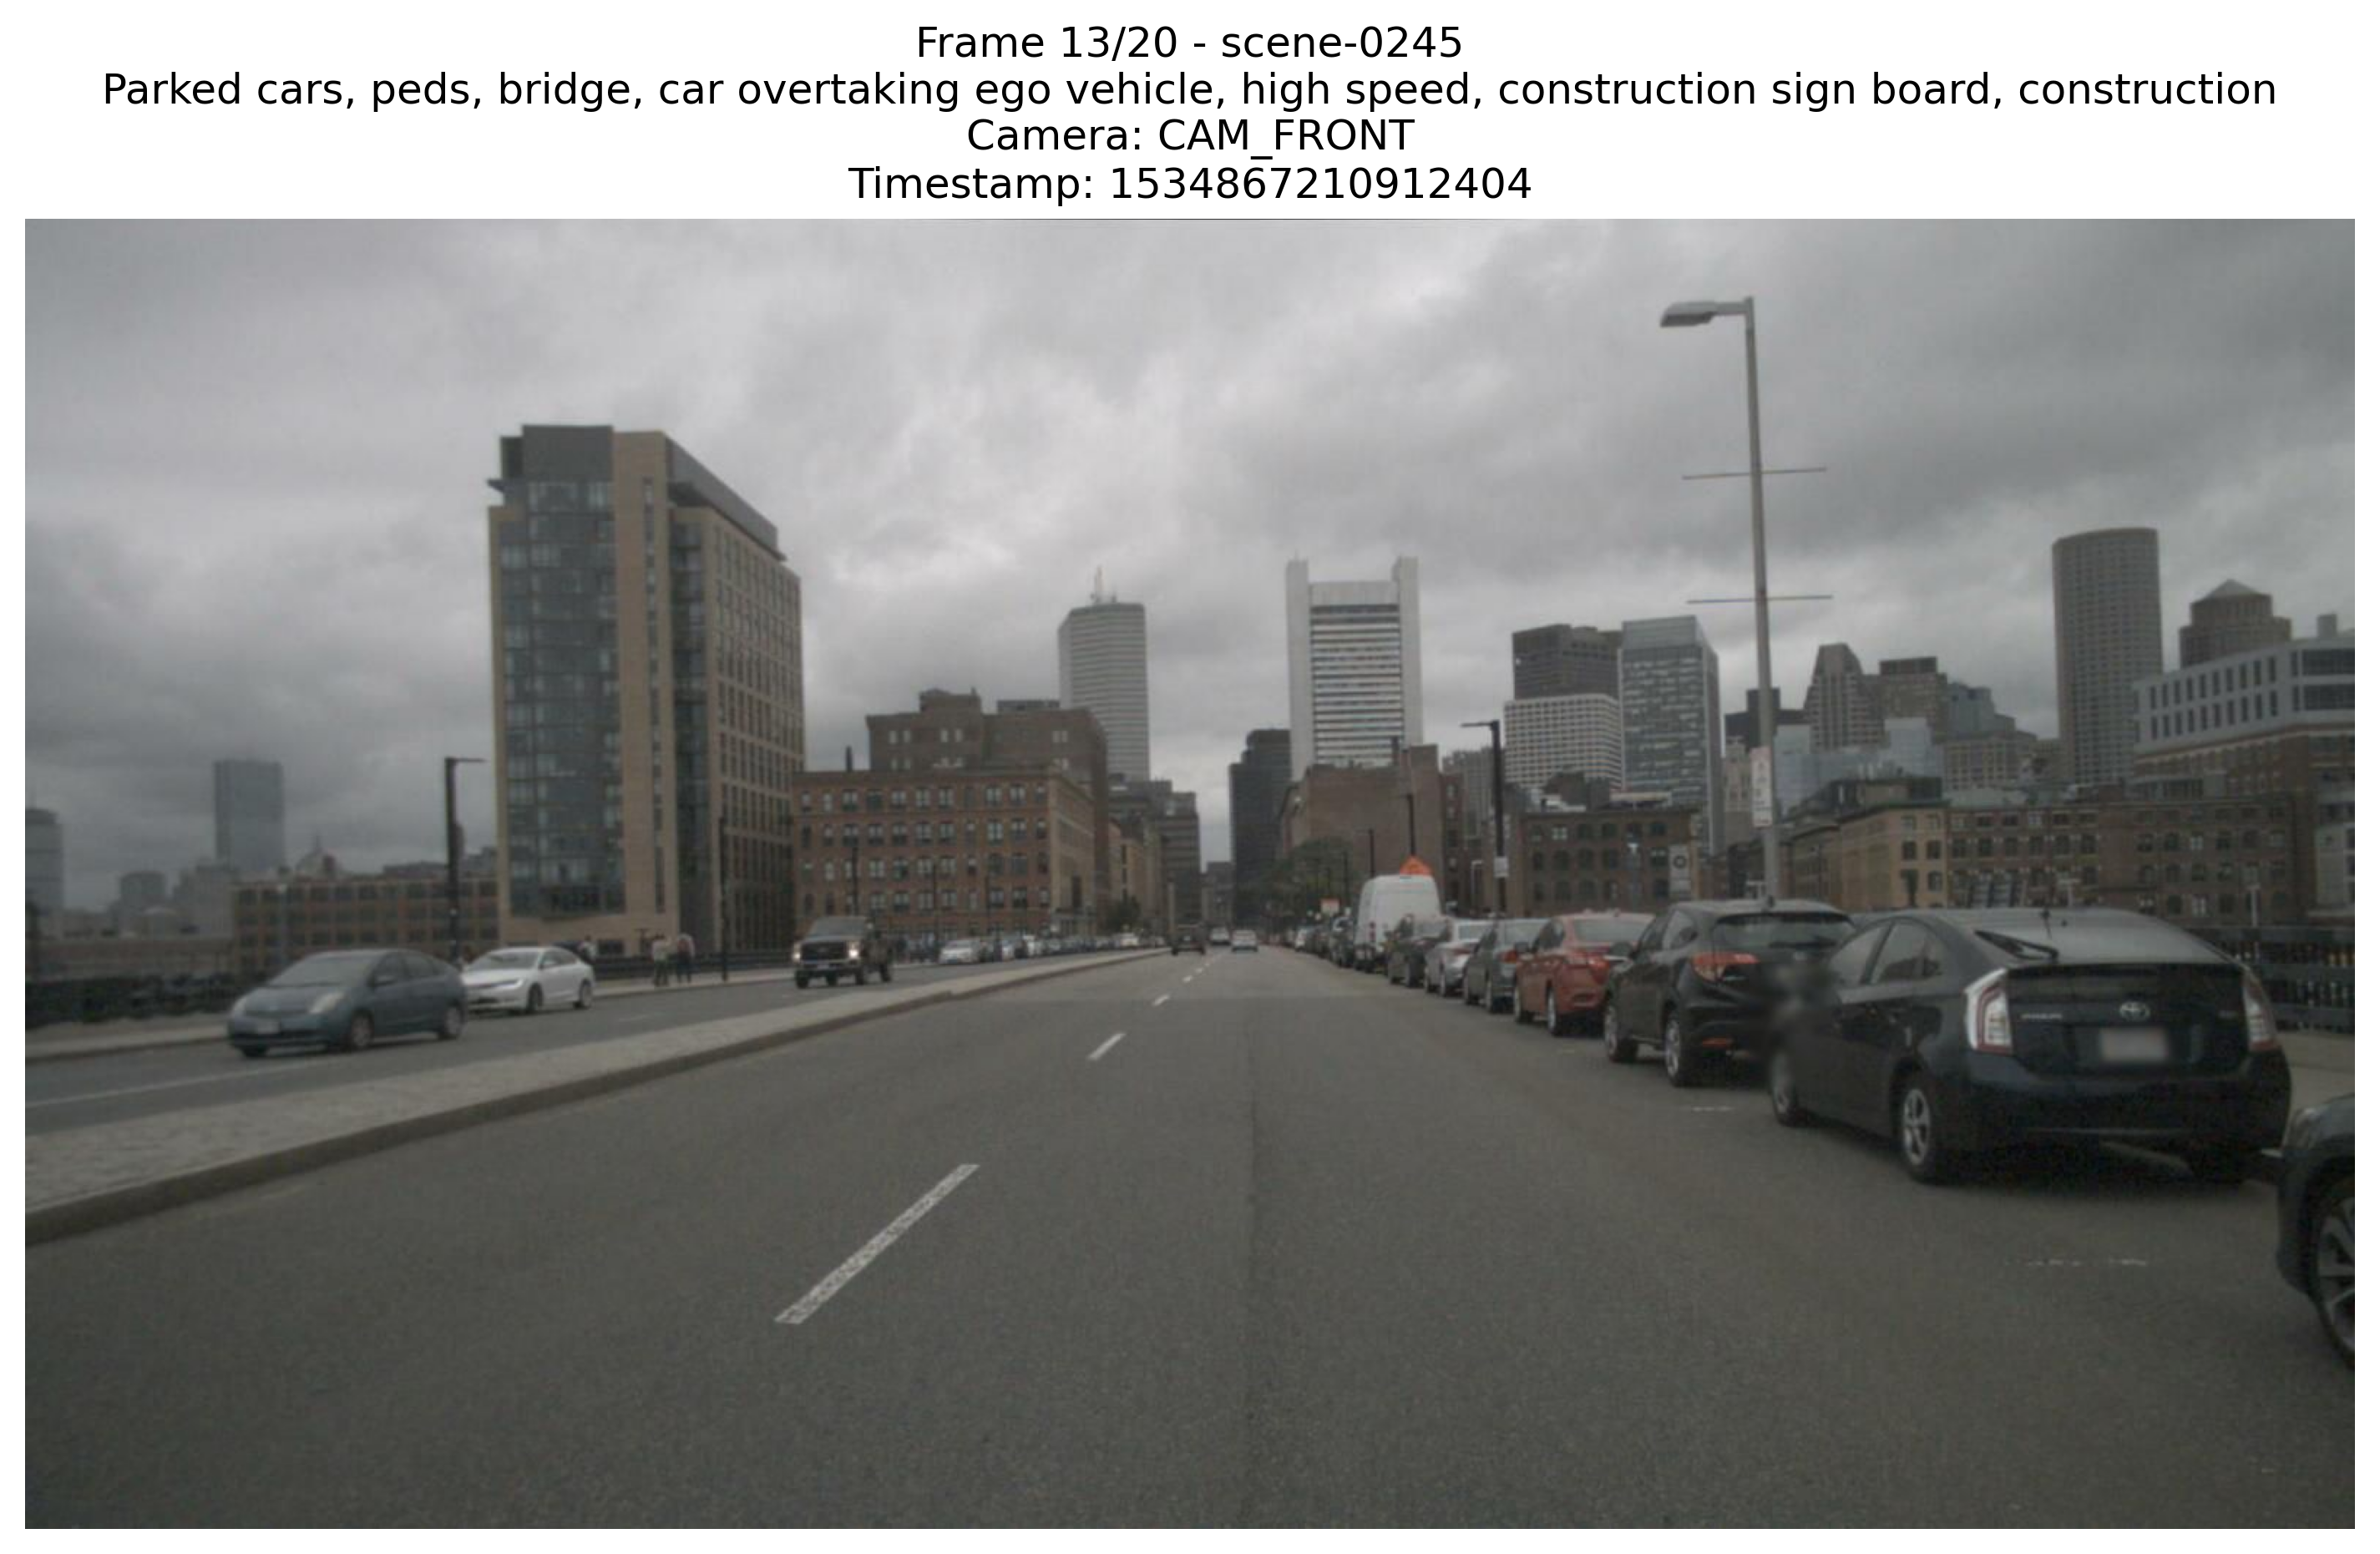 Frame 13/20 - scene-0245
Parked cars, peds, bridge, car overtaking ego vehicle, high speed, construction sign board, construction
Camera: CAM_FRONT
Timestamp: 1534867210912404